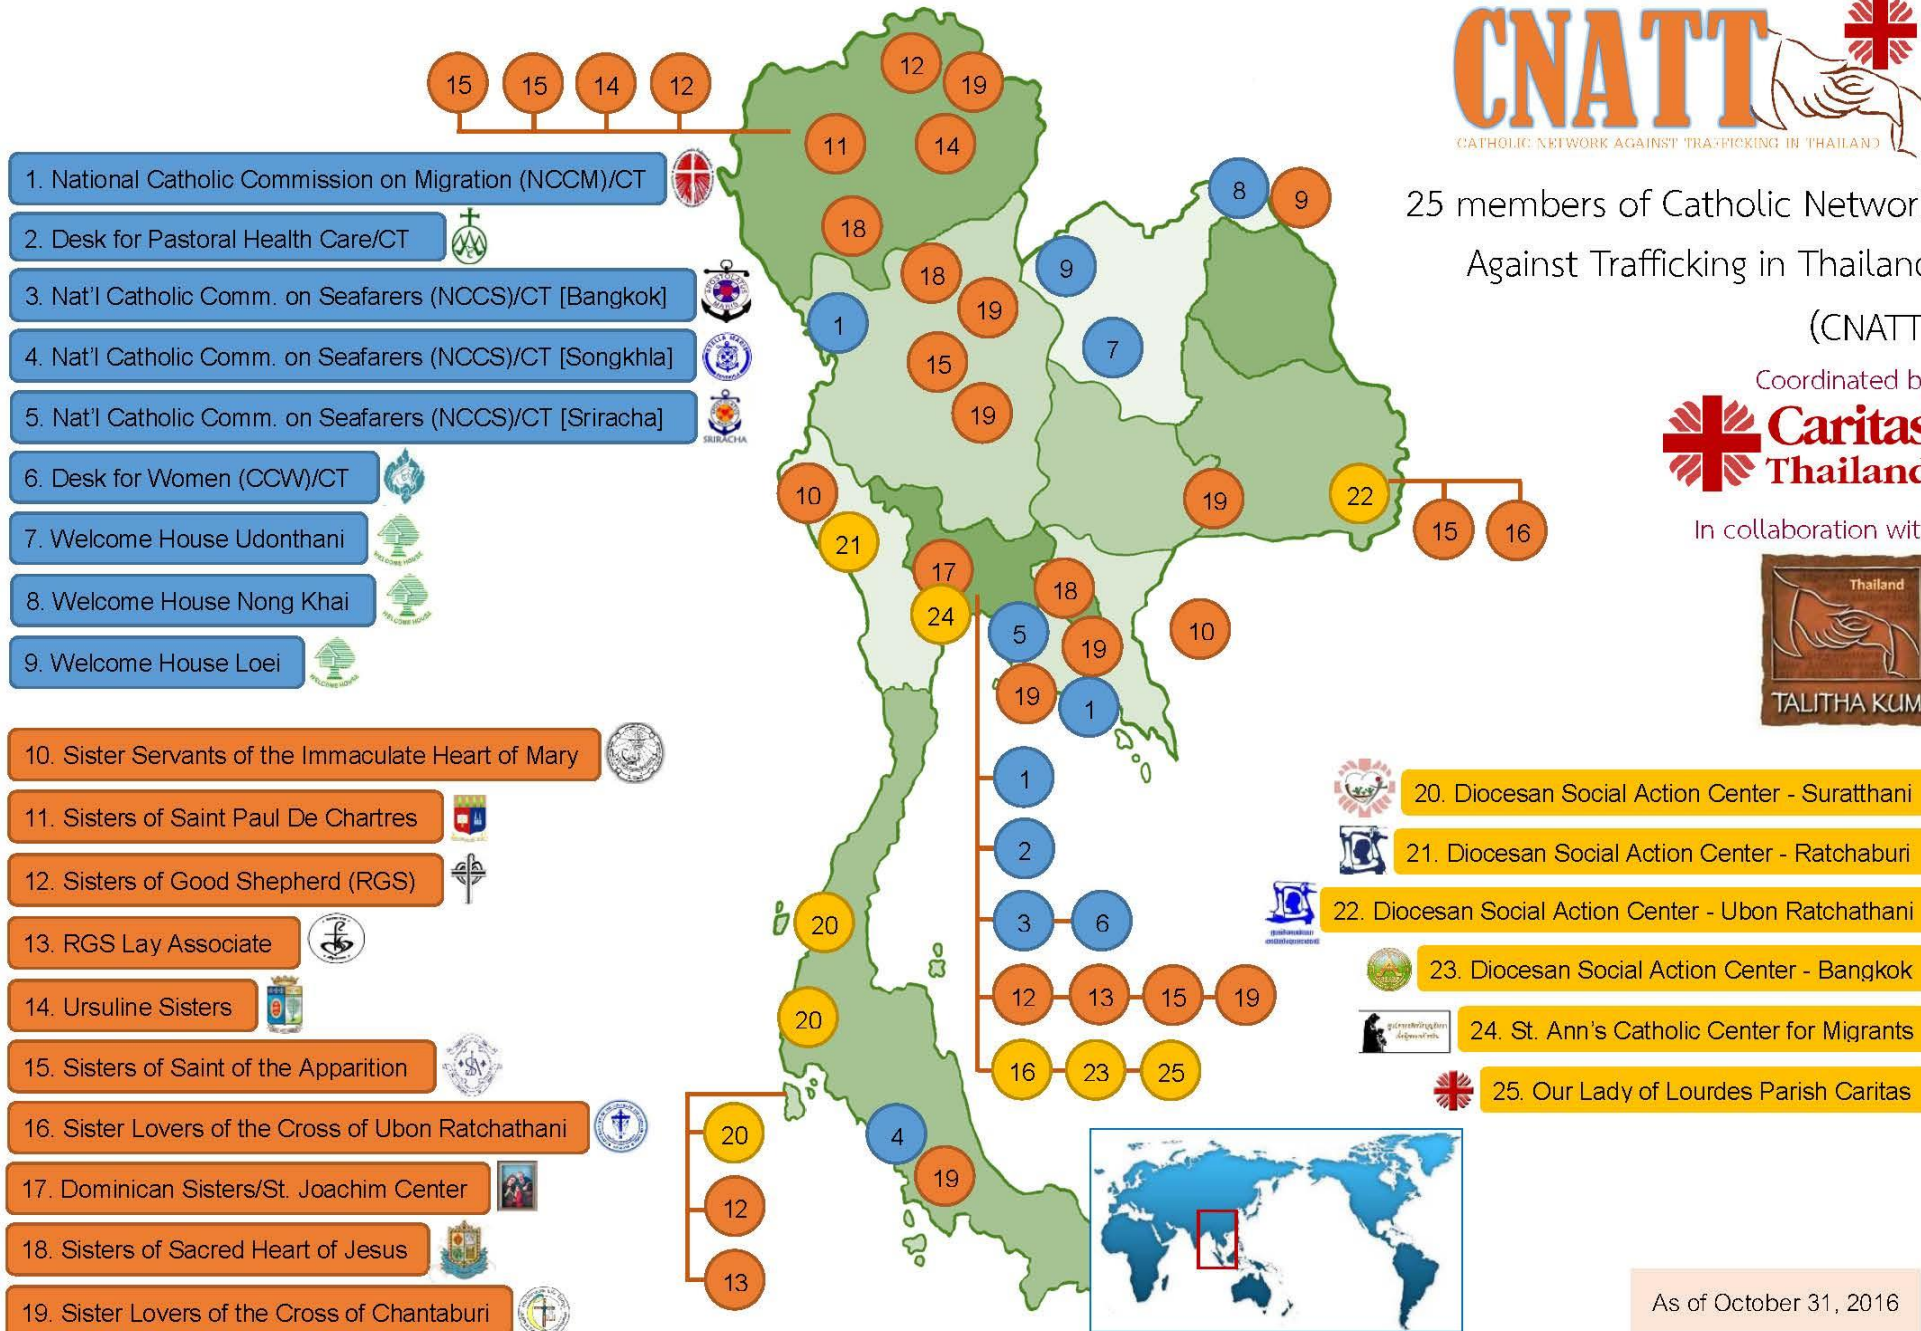 CNATT
CATHOLIC NETWORK AGAINST TRAFFICKING IN THAILAND
25 members of Catholic Networ
Against Trafficking in Thailand
(CNATT
Coordinated b
Caritas
Thailand
In collaboration wit
Thailand
TALITHA KUM
15 15 14 12
12
19
11
14
18
8
9
9
7
18
19
1
15
19
10
21
19
22
15
16
17
24
18
5
19
10
19
1
1
2
3 6
12 13 15 19
16 23 25
20
20
20
12
13
4
19
1. National Catholic Commission on Migration (NCCM)/CT
2. Desk for Pastoral Health Care/CT
3. Nat'l Catholic Comm. on Seafarers (NCCS)/CT [Bangkok]
4. Nat'l Catholic Comm. on Seafarers (NCCS)/CT [Songkhla]
5. Nat'l Catholic Comm. on Seafarers (NCCS)/CT [Sriracha]
SRIRACHA
6. Desk for Women (CCW)/CT
7. Welcome House Udonthani
WELCOME HOUSE
8. Welcome House Nong Khai
WELCOME HOUSE
9. Welcome House Loei
WELCOME HOUSE
10. Sister Servants of the Immaculate Heart of Mary
11. Sisters of Saint Paul De Chartres
12. Sisters of Good Shepherd (RGS)
13. RGS Lay Associate
14. Ursuline Sisters
15. Sisters of Saint of the Apparition
16. Sister Lovers of the Cross of Ubon Ratchathani
17. Dominican Sisters/St. Joachim Center
18. Sisters of Sacred Heart of Jesus
19. Sister Lovers of the Cross of Chantaburi
20. Diocesan Social Action Center - Suratthani
21. Diocesan Social Action Center - Ratchaburi
22. Diocesan Social Action Center - Ubon Ratchathani
23. Diocesan Social Action Center - Bangkok
24. St. Ann's Catholic Center for Migrants
25. Our Lady of Lourdes Parish Caritas
As of October 31, 2016